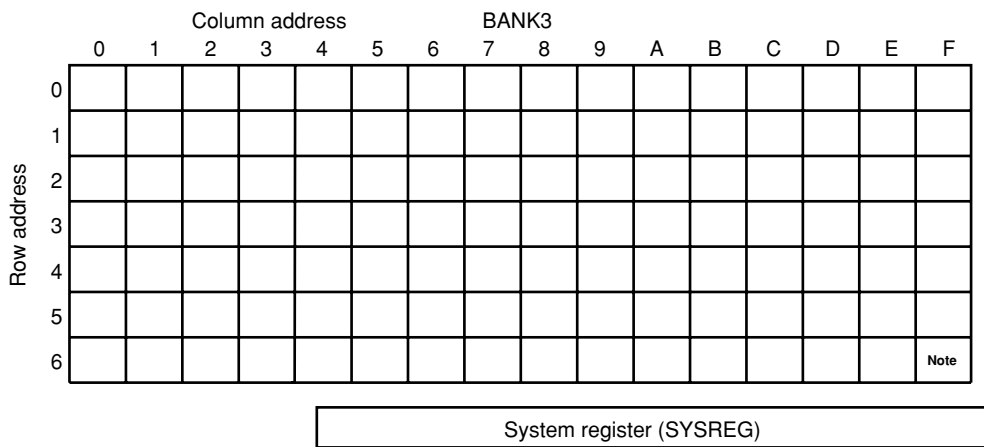 Column address BANK3
0 1 2 3 4 5 6 7 8 9 A B C D E F
Row address
0
1
2
3
4
5
6 Note
System register (SYSREG)